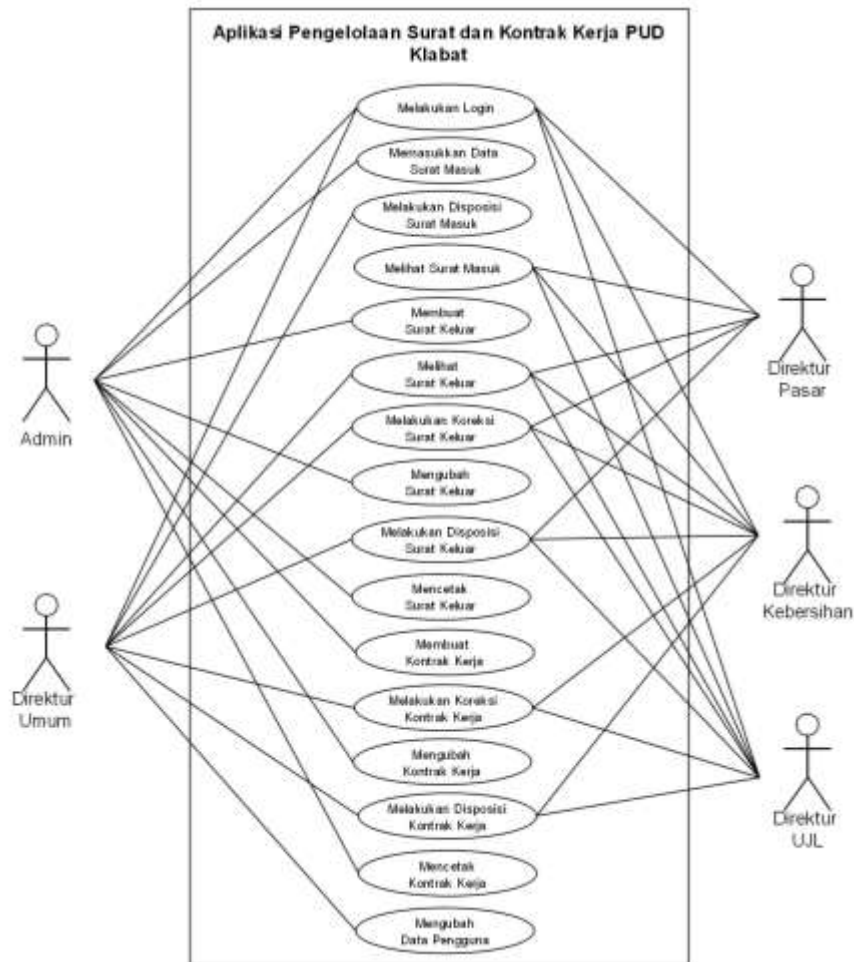 Aplikasi Pengelolaan Surat dan Kontrak Kerja PUD
Klabat
Melakukan Login
Memasukkan Data
Surat Masuk
Melakukan Disposisi
Surat Masuk
Melihat Surat Masuk
Membuat
Surat Keluar
Melihat
Surat Keluar
Melakukan Koreksi
Surat Keluar
Mengubah
Surat Keluar
Melakukan Disposisi
Surat Keluar
Mencetak
Surat Keluar
Membuat
Kontrak Kerja
Melakukan Koreksi
Kontrak Kerja
Mengubah
Kontrak Kerja
Melakukan Disposisi
Kontrak Kerja
Mencetak
Kontrak Kerja
Mengubah
Data Pengguna
Admin
Direktur
Umum
Direktur
Pasar
Direktur
Kebersihan
Direktur
UJL